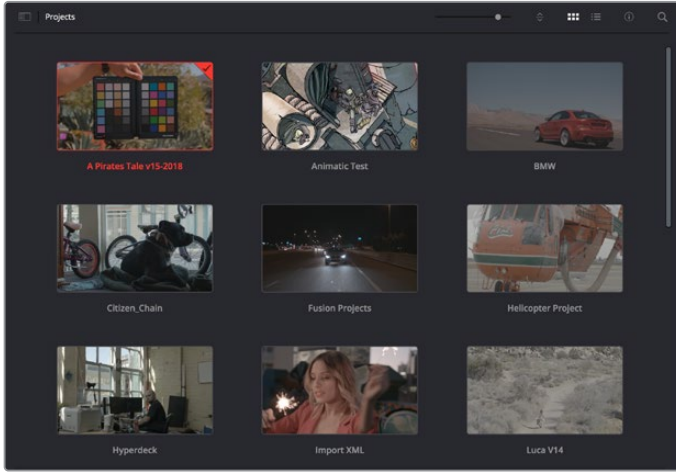 Projects
A Pirates Tale v15-2018
Animatic Test
BMW
Citizen_Chain
Fusion Projects
Helicopter Project
Hyperdeck
Import XML
Luca V14